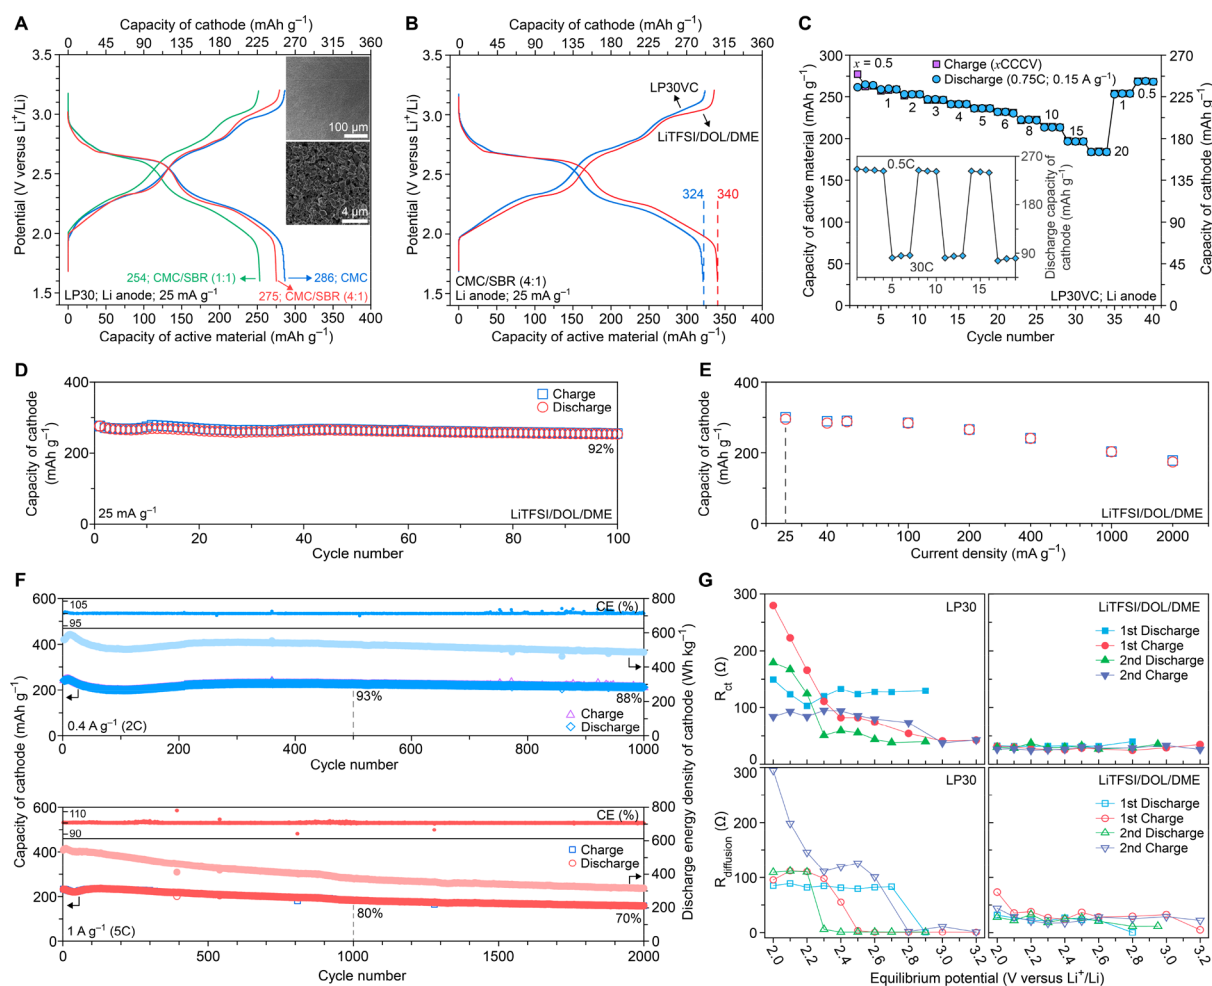 A
Capacity of cathode (mAh g⁻¹)
0 45 90 135 180 225 270 315 360
Potential (V versus Li⁺/Li)
3.5
3.0
2.5
2.0
1.5
100 µm
4 µm
254; CMC/SBR (1:1)
286; CMC
275; CMC/SBR (4:1)
LP30; Li anode; 25 mA g⁻¹
0 50 100 150 200 250 300 350 400
Capacity of active material (mAh g⁻¹)
B
Capacity of cathode (mAh g⁻¹)
0 45 90 135 180 225 270 315 360
Potential (V versus Li⁺/Li)
3.5
3.0
2.5
2.0
1.5
LP30VC
LiTFSI/DOL/DME
324
340
CMC/SBR (4:1)
Li anode; 25 mA g⁻¹
0 50 100 150 200 250 300 350 400
Capacity of active material (mAh g⁻¹)
C
Capacity of active material (mAh g⁻¹)
300
250
200
150
100
50
0
x = 0.5
Charge (xCCCV)
Discharge (0.75C; 0.15 A g⁻¹)
1 2 3 4 5 6 8 10 15 20 1 0.5
0.5C
30C
5 10 15
270
180
90
Discharge capacity of
cathode (mAh g⁻¹)
LP30VC; Li anode
270
225
180
135
90
45
0
Capacity of cathode (mAh g⁻¹)
5 10 15 20 25 30 35 40
Cycle number
D
Capacity of cathode
(mAh g⁻¹)
400
200
0
Charge
Discharge
92%
25 mA g⁻¹
LiTFSI/DOL/DME
0 20 40 60 80 100
Cycle number
E
Capacity of cathode
(mAh g⁻¹)
400
200
0
LiTFSI/DOL/DME
25 40 100 200 400 1000 2000
Current density (mA g⁻¹)
F
Capacity of cathode (mAh g⁻¹)
600
400
200
0
105
95
CE (%)
93%
88%
0.4 A g⁻¹ (2C)
Charge
Discharge
800
600
400
200
0
0 200 400 600 800 1000
Cycle number
Discharge energy density of cathode (Wh kg⁻¹)
600
400
200
0
110
90
CE (%)
Charge
Discharge
80%
70%
1 A g⁻¹ (5C)
800
600
400
200
0
0 500 1000 1500 2000
Cycle number
G
R_ct (Ω)
300
200
100
0
LP30
LiTFSI/DOL/DME
1st Discharge
1st Charge
2nd Discharge
2nd Charge
R_diffusion (Ω)
300
200
100
0
LP30
LiTFSI/DOL/DME
1st Discharge
1st Charge
2nd Discharge
2nd Charge
2.0 2.2 2.4 2.6 2.8 3.0 3.2
2.0 2.2 2.4 2.6 2.8 3.0 3.2
Equilibrium potential (V versus Li⁺/Li)